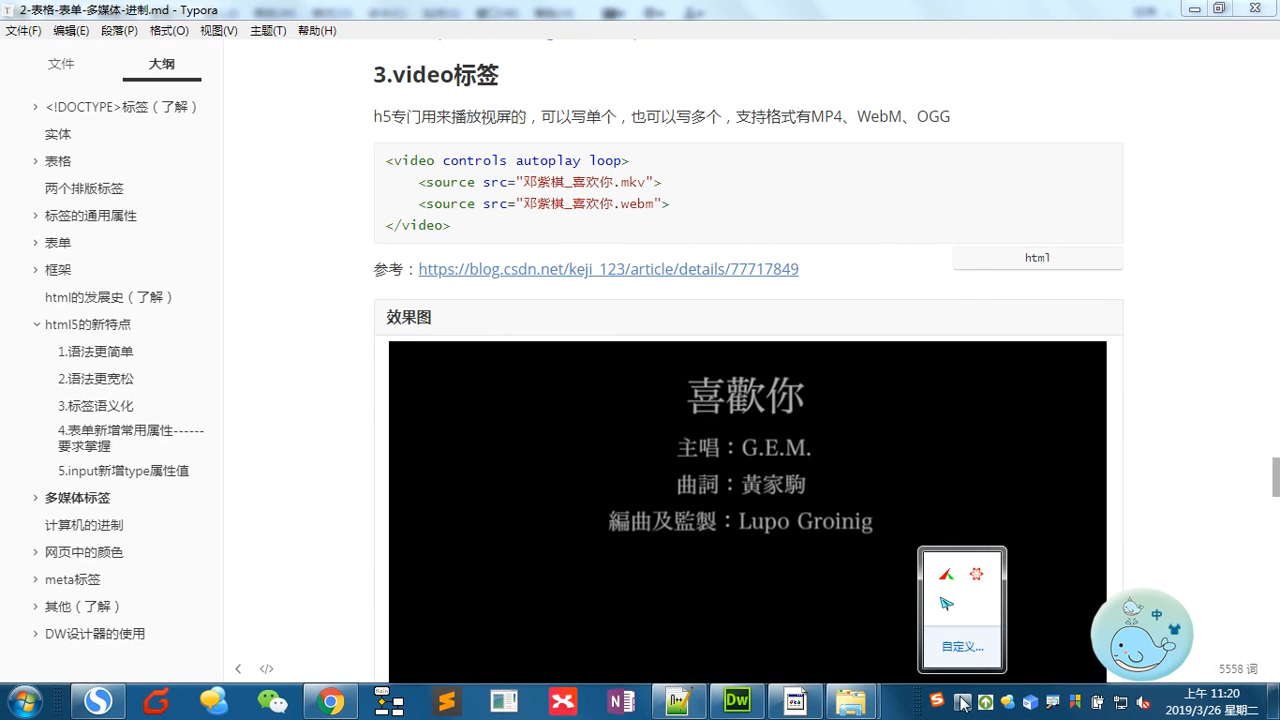 2-表格-表单-多媒体-进制.md - Typora
文件(F) 编辑(E) 段落(P) 格式(O) 视图(V) 主题(T) 帮助(H)
文件 大纲
<!DOCTYPE>标签（了解）
实体
表格
两个排版标签
标签的通用属性
表单
框架
html的发展史（了解）
html5的新特点
1.语法更简单
2.语法更宽松
3.标签语义化
4.表单新增常用属性------
要求掌握
5.input新增type属性值
多媒体标签
计算机的进制
网页中的颜色
meta标签
其他（了解）
DW设计器的使用
3.video标签
h5专门用来播放视屏的，可以写单个，也可以写多个，支持格式有MP4、WebM、OGG
<video controls autoplay loop>
<source src="邓紫棋_喜欢你.mkv">
<source src="邓紫棋_喜欢你.webm">
</video>
html
参考：https://blog.csdn.net/keji_123/article/details/77717849
效果图
喜歡你
主唱：G.E.M.
曲詞：黃家駒
編曲及監製：Lupo Groinig
自定义...
中
5558 词
Dw
上午 11:20
2019/3/26 星期二